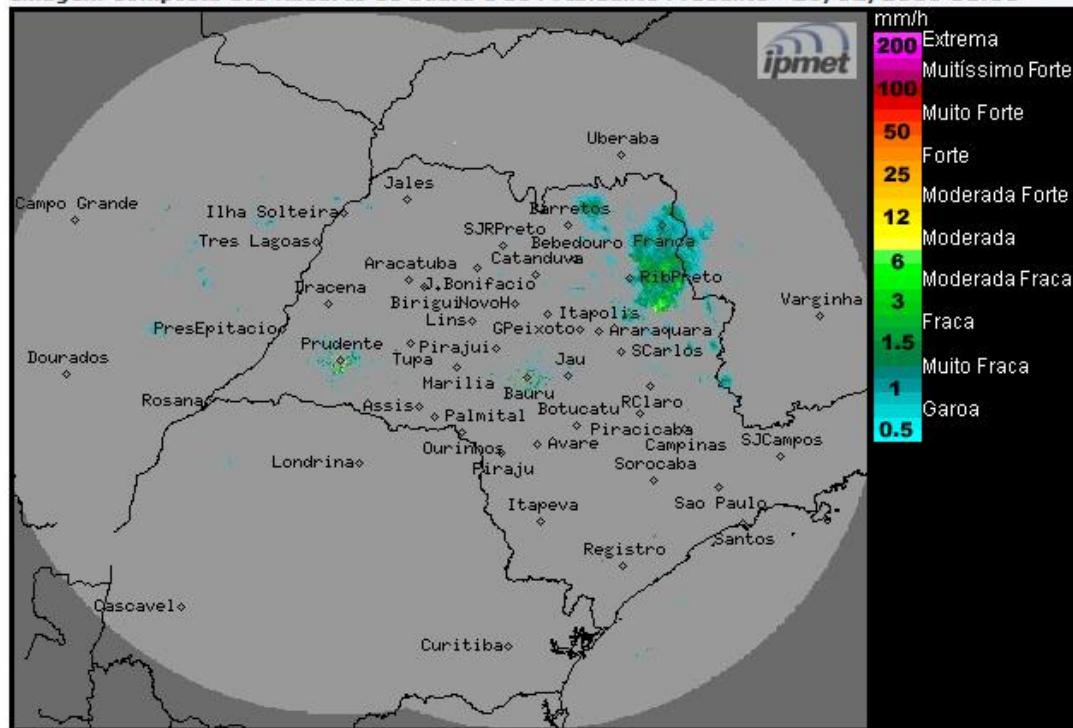 mm/h
ipmet
200 Extrema
Muitíssimo Forte
100
Muito Forte
50
Forte
25
Moderada Forte
12
Moderada
6
Moderada Fraca
3
Fraca
1.5
Muito Fraca
1
Garoa
0.5
Uberaba
Jales
Campo Grande
Ilha Solteira
Barretos
Tres Lagoas
SJRPreto
Franca
Bebedouro
Catanduva
Aracatuba
RibPreto
Dracena
J.Bonifacio
Birigui
NovoH
Itapolis
Varginha
PresEpitacio
Lins
GPeixoto
Araraquara
Prudente
Pirajui
SCarlos
Dourados
Tupa
Jau
Marilia
Bauru
Rosana
Assis
Palmital
Botucatu
RClaro
Piracicaba
Ourinhos
Avare
Campinas
SJCampos
Londrina
Piraju
Sorocaba
Itapeva
Sao Paulo
Santos
Registro
Cascavel
Curitiba